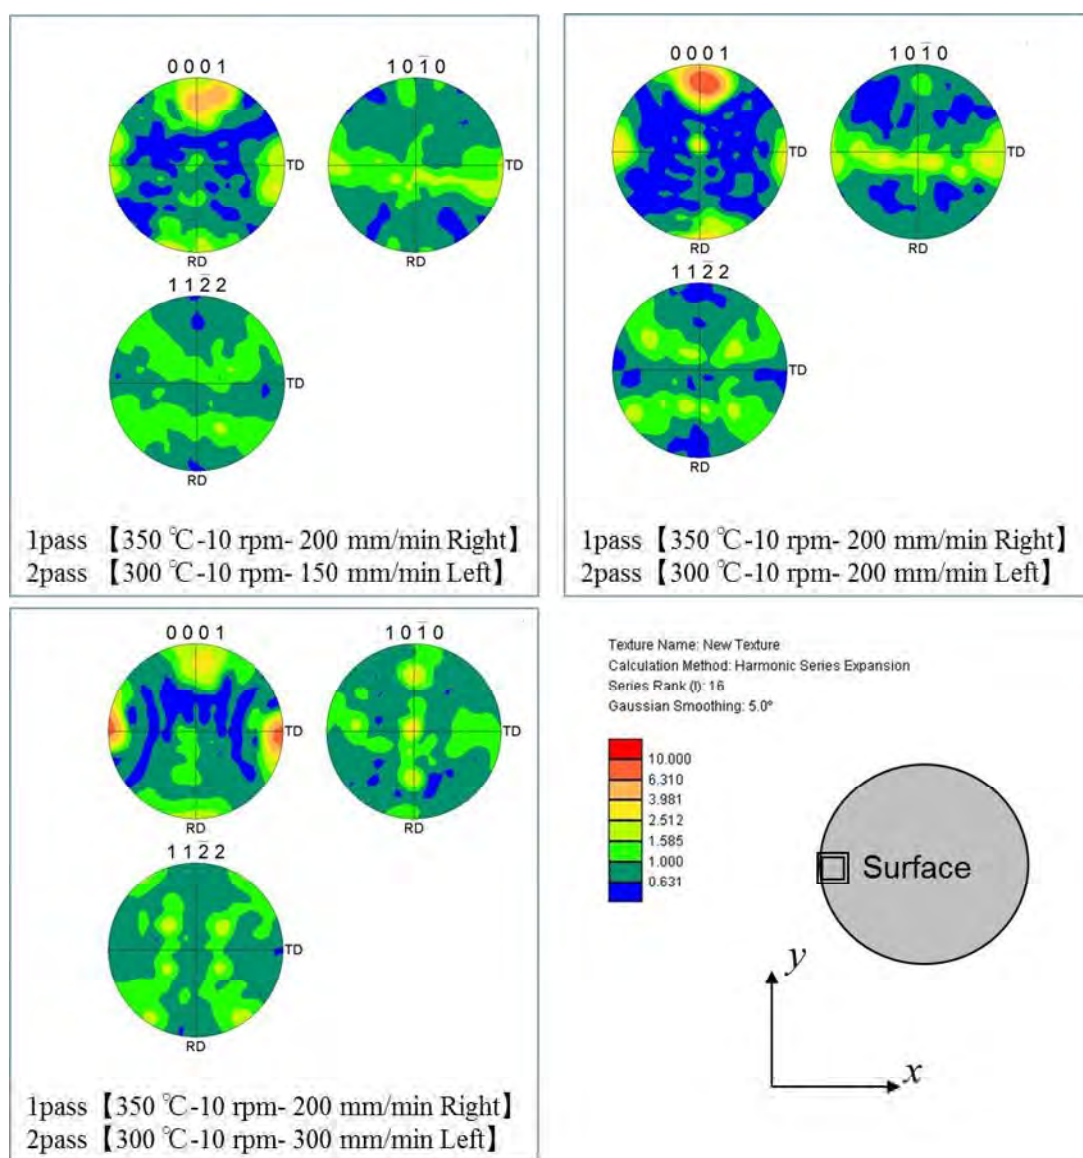 0 0 0 1
1 0 1̅ 0
TD
TD
RD
RD
1 1 2̅ 2
TD
RD
1pass 【350 ℃-10 rpm- 200 mm/min Right】
2pass 【300 ℃-10 rpm- 150 mm/min Left】
0 0 0 1
1 0 1̅ 0
TD
TD
RD
RD
1 1 2̅ 2
TD
RD
1pass 【350 ℃-10 rpm- 200 mm/min Right】
2pass 【300 ℃-10 rpm- 200 mm/min Left】
0 0 0 1
1 0 1̅ 0
TD
TD
RD
RD
1 1 2̅ 2
TD
RD
1pass 【350 ℃-10 rpm- 200 mm/min Right】
2pass 【300 ℃-10 rpm- 300 mm/min Left】
Texture Name: New Texture
Calculation Method: Harmonic Series Expansion
Series Rank (l): 16
Gaussian Smoothing: 5.0°
10.000
6.310
3.981
2.512
1.585
1.000
0.631
Surface
y
x